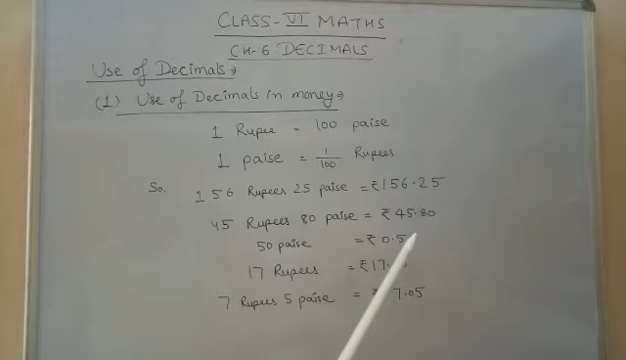 CLASS-VI MATHS
CH-6 DECIMALS
Use of Decimals →
(1) Use of Decimals in money →
1 Rupee = 100 paise
1 paise = 1/100 Rupees
So, 156 Rupees 25 paise = ₹156.25
45 Rupees 80 paise = ₹45.80
50 paise = ₹0.5
17 Rupees = ₹17.
7 Rupees 5 paise = 7.05